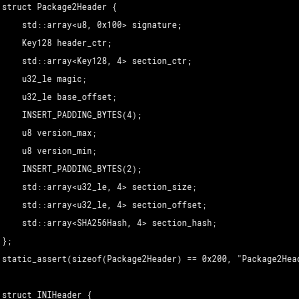 struct Package2Header {
std::array<u8, 0x100> signature;
Key128 header_ctr;
std::array<Key128, 4> section_ctr;
u32_le magic;
u32_le base_offset;
INSERT_PADDING_BYTES(4);
u8 version_max;
u8 version_min;
INSERT_PADDING_BYTES(2);
std::array<u32_le, 4> section_size;
std::array<u32_le, 4> section_offset;
std::array<SHA256Hash, 4> section_hash;
};
static_assert(sizeof(Package2Header) == 0x200, "Package2Hea
struct INIHeader {